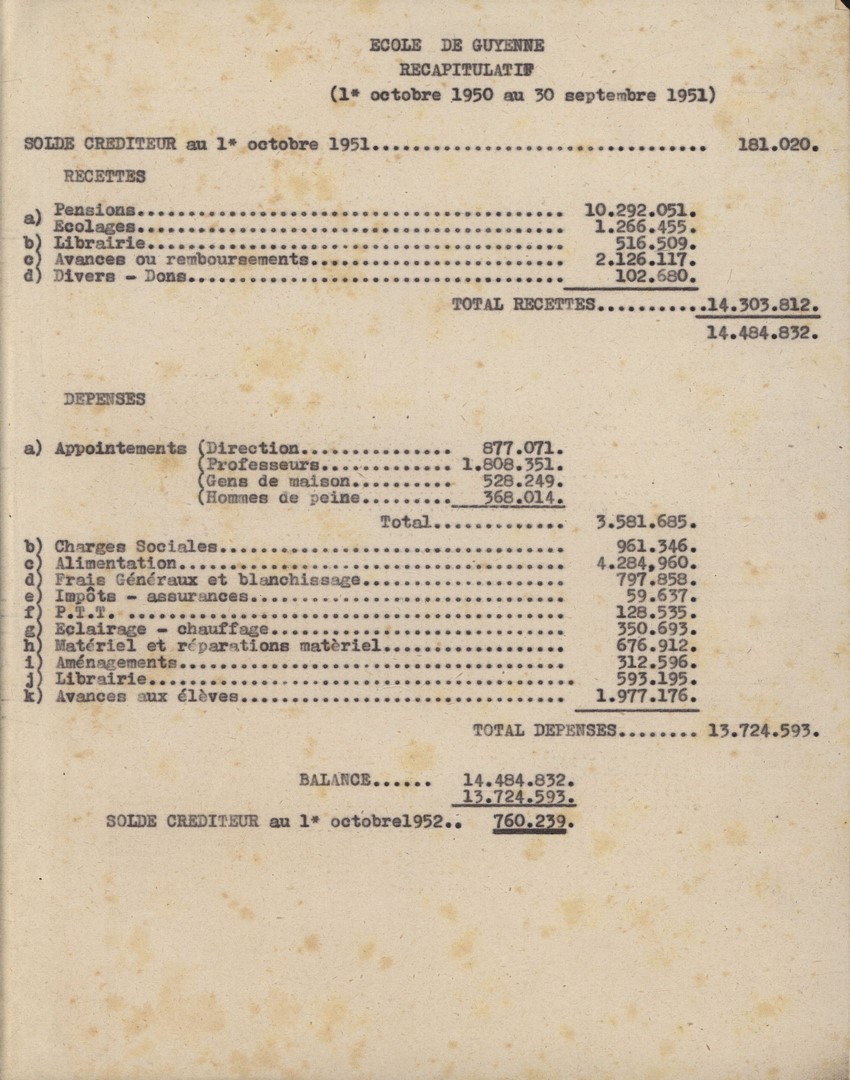 ECOLE DE GUYENNE
RECAPITULATIF
(1* octobre 1950 au 30 septembre 1951)
SOLDE CREDITEUR au 1* octobre 1951................................. 181.020.
RECETTES
a) Pensions.......................................... 10.292.051.
Ecolages.......................................... 1.266.455.
b) Librairie......................................... 516.509.
c) Avances ou remboursements......................... 2.126.117.
d) Divers - Dons..................................... 102.680.
TOTAL RECETTES...........14.303.812.
14.484.832.
DEPENSES
a) Appointements (Direction............... 877.071.
(Professeurs............. 1.808.351.
(Gens de maison.......... 528.249.
(Hommes de peine......... 368.014.
Total............. 3.581.685.
b) Charges Sociales.................................. 961.346.
c) Alimentation...................................... 4.284,960.
d) Frais Généraux et blanchissage.................... 797.858.
e) Impôts - assurances............................... 59.637.
f) P.T.T. ........................................... 128.535.
g) Eclairage - chauffage............................. 350.693.
h) Matériel et réparations matèriel.................. 676.912.
i) Aménagements...................................... 312.596.
j) Librairie.......................................... 593.195.
k) Avances aux élèves................................ 1.977.176.
TOTAL DEPENSES........ 13.724.593.
BALANCE...... 14.484.832.
13.724.593.
SOLDE CREDITEUR au 1* octobre1952.. 760.239.